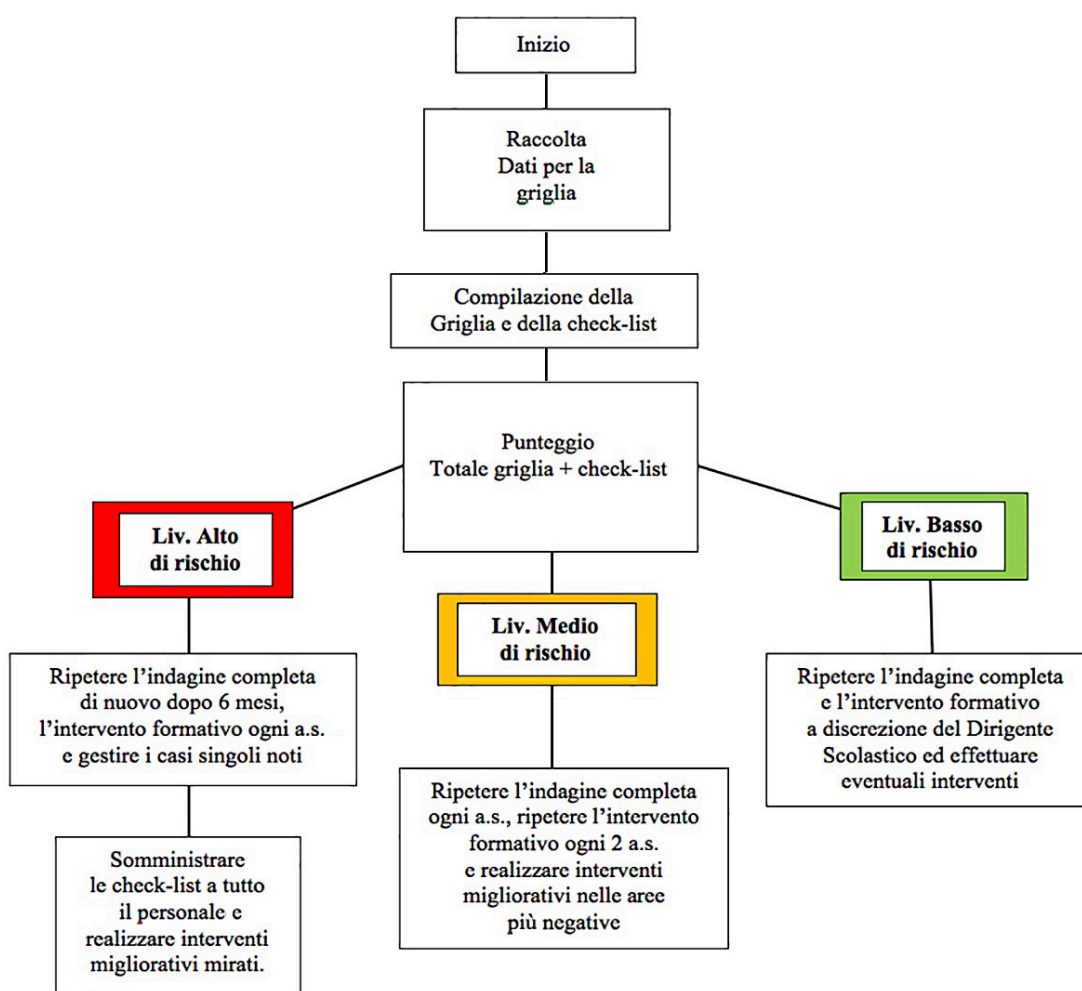 Inizio
Raccolta
Dati per la
griglia
Compilazione della
Griglia e della check-list
Punteggio
Totale griglia + check-list
Liv. Alto
di rischio
Liv. Medio
di rischio
Liv. Basso
di rischio
Ripetere l’indagine completa
di nuovo dopo 6 mesi,
l’intervento formativo ogni a.s.
e gestire i casi singoli noti
Somministrare
le check-list a tutto
il personale e
realizzare interventi
migliorativi mirati.
Ripetere l’indagine completa
ogni a.s., ripetere l’intervento
formativo ogni 2 a.s.
e realizzare interventi
migliorativi nelle aree
più negative
Ripetere l’indagine completa
e l’intervento formativo
a discrezione del Dirigente
Scolastico ed effettuare
eventuali interventi